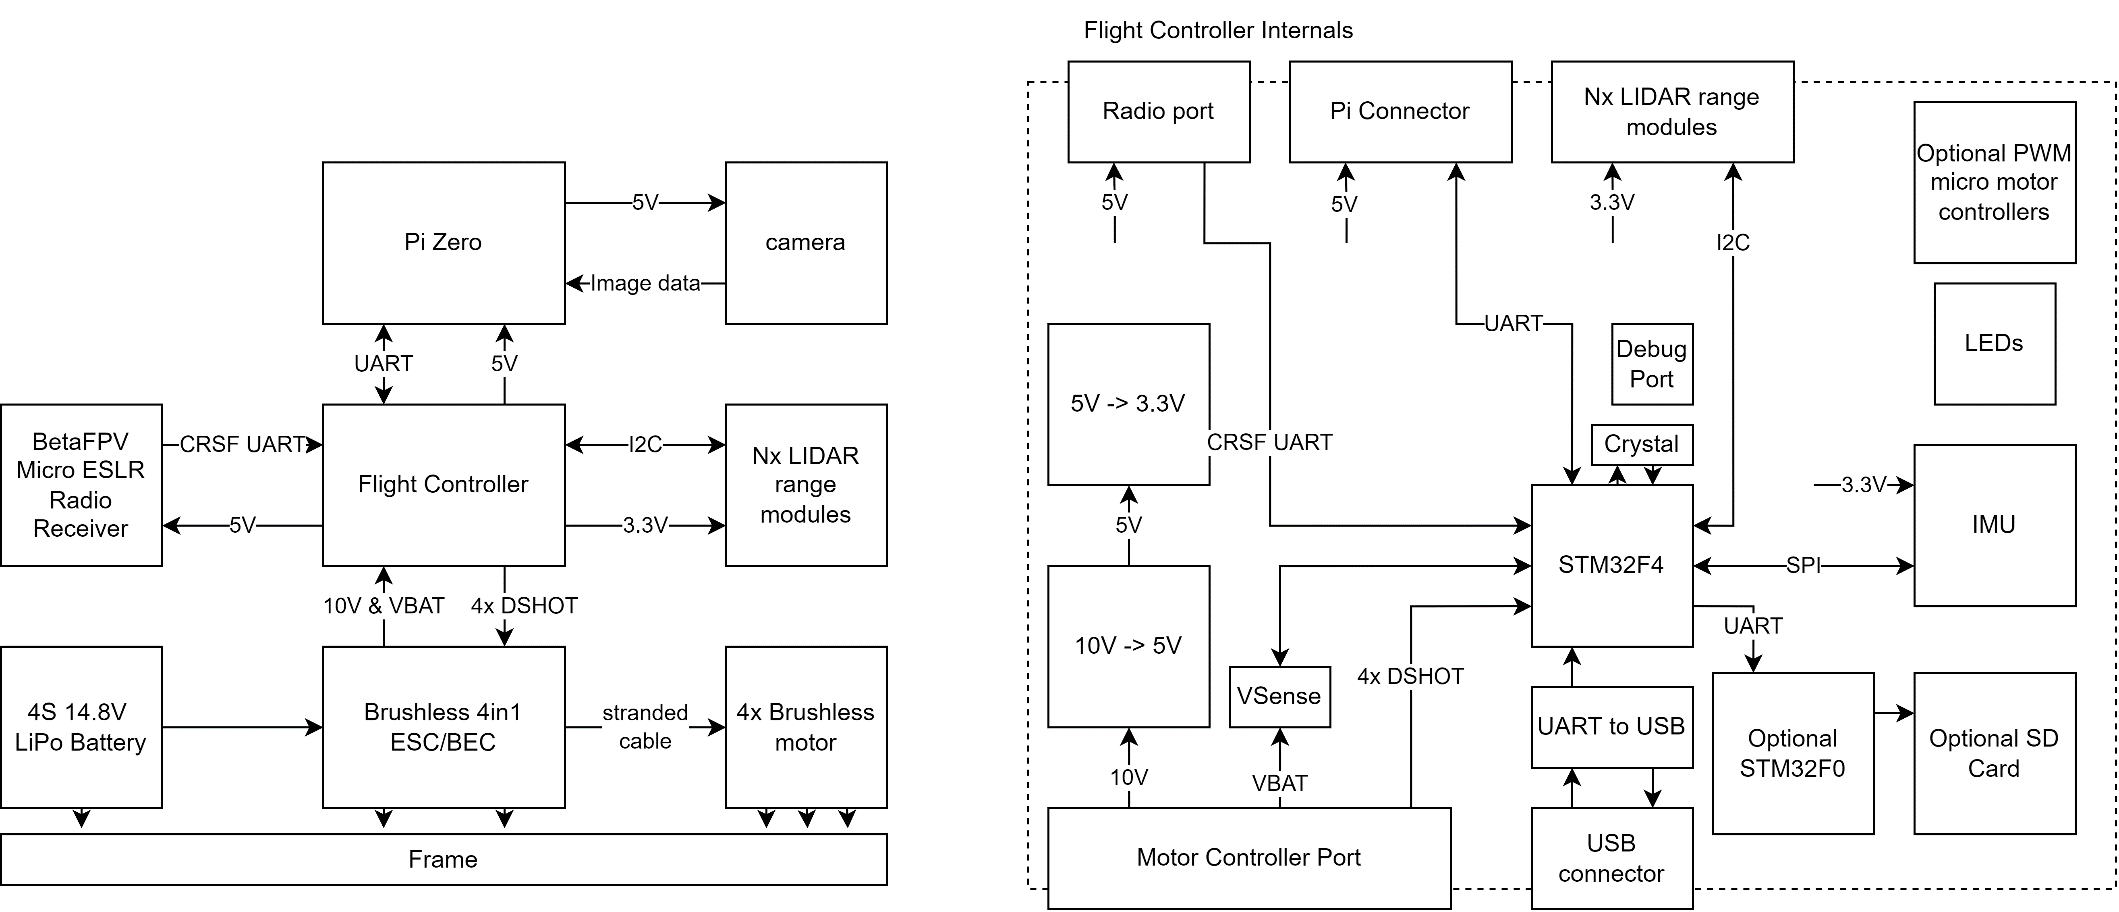 Flight Controller Internals
Pi Zero
5V
camera
Image data
UART
5V
BetaFPV
Micro ESLR
Radio
Receiver
CRSF UART
5V
Flight Controller
I2C
3.3V
Nx LIDAR
range
modules
10V & VBAT
4x DSHOT
4S 14.8V
LiPo Battery
Brushless 4in1
ESC/BEC
stranded
cable
4x Brushless
motor
Frame
Radio port
Pi Connector
Nx LIDAR range
modules
Optional PWM
micro motor
controllers
5V
5V
3.3V
I2C
UART
LEDs
Debug
Port
5V -> 3.3V
CRSF UART
Crystal
3.3V
IMU
5V
STM32F4
SPI
10V -> 5V
UART
VSense
4x DSHOT
UART to USB
Optional
STM32F0
Optional SD
Card
10V
VBAT
Motor Controller Port
USB
connector